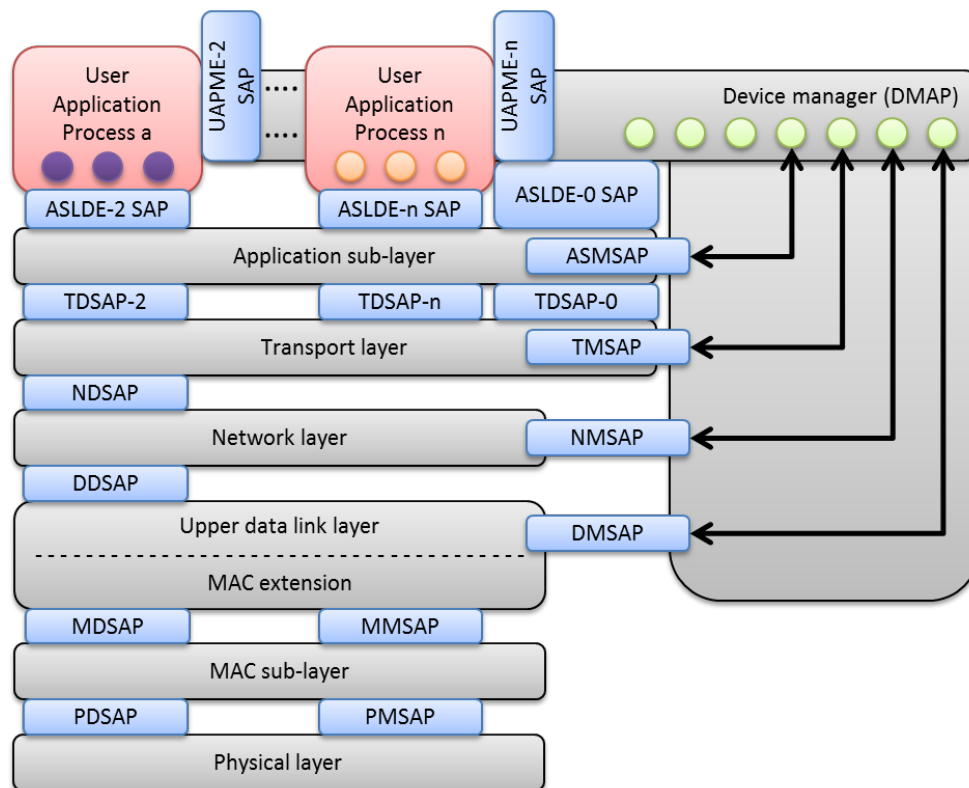 UAPME-2
SAP
UAPME-n
SAP
User
Application
Process a
....
....
User
Application
Process n
Device manager (DMAP)
ASLDE-2 SAP
ASLDE-n SAP
ASLDE-0 SAP
Application sub-layer
ASMSAP
TDSAP-2
TDSAP-n
TDSAP-0
Transport layer
TMSAP
NDSAP
Network layer
NMSAP
DDSAP
Upper data link layer
DMSAP
MAC extension
MDSAP
MMSAP
MAC sub-layer
PDSAP
PMSAP
Physical layer